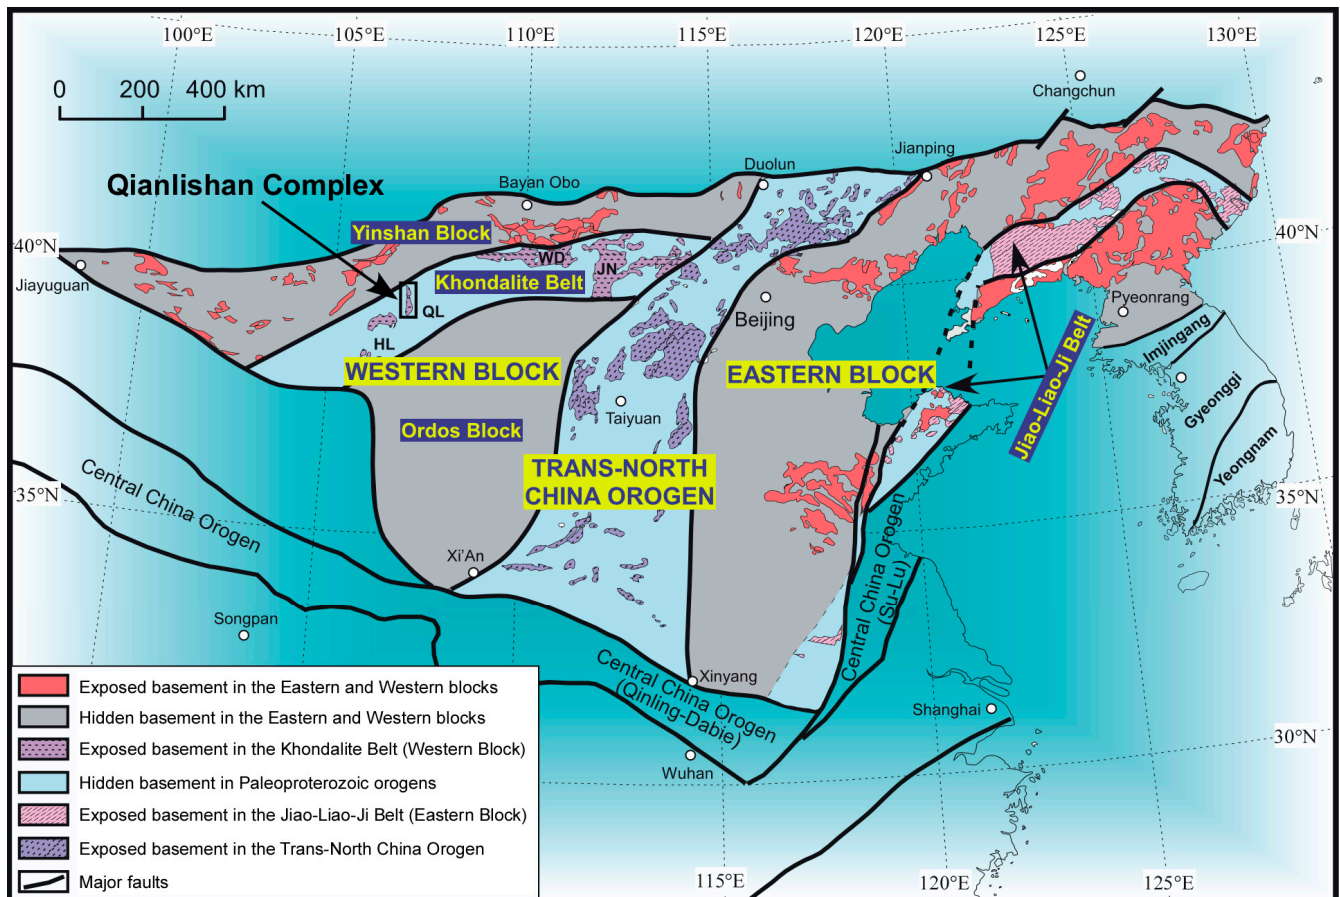 100°E
105°E
110°E
115°E
120°E
125°E
130°E
0 200 400 km
Changchun
Jianping
Duolun
Qianlishan Complex
Bayan Obo
Yinshan Block
40°N
40°N
WD
JN
Khondalite Belt
Jiayuguan
QL
Pyeonrang
Beijing
Imjingang
HL
WESTERN BLOCK
EASTERN BLOCK
Jiao-Liao-Ji Belt
Gyeonggi
Taiyuan
Ordos Block
Yeongnam
TRANS-NORTH
CHINA OROGEN
35°N
35°N
Central China Orogen
Xi'An
Central China Orogen
(Su-Lu)
Songpan
Central China Orogen
(Qinling-Dabie)
Xinyang
Shanghai
30°N
Wuhan
Exposed basement in the Eastern and Western blocks
Hidden basement in the Eastern and Western blocks
Exposed basement in the Khondalite Belt (Western Block)
Hidden basement in Paleoproterozoic orogens
Exposed basement in the Jiao-Liao-Ji Belt (Eastern Block)
Exposed basement in the Trans-North China Orogen
Major faults
115°E
120°E
125°E